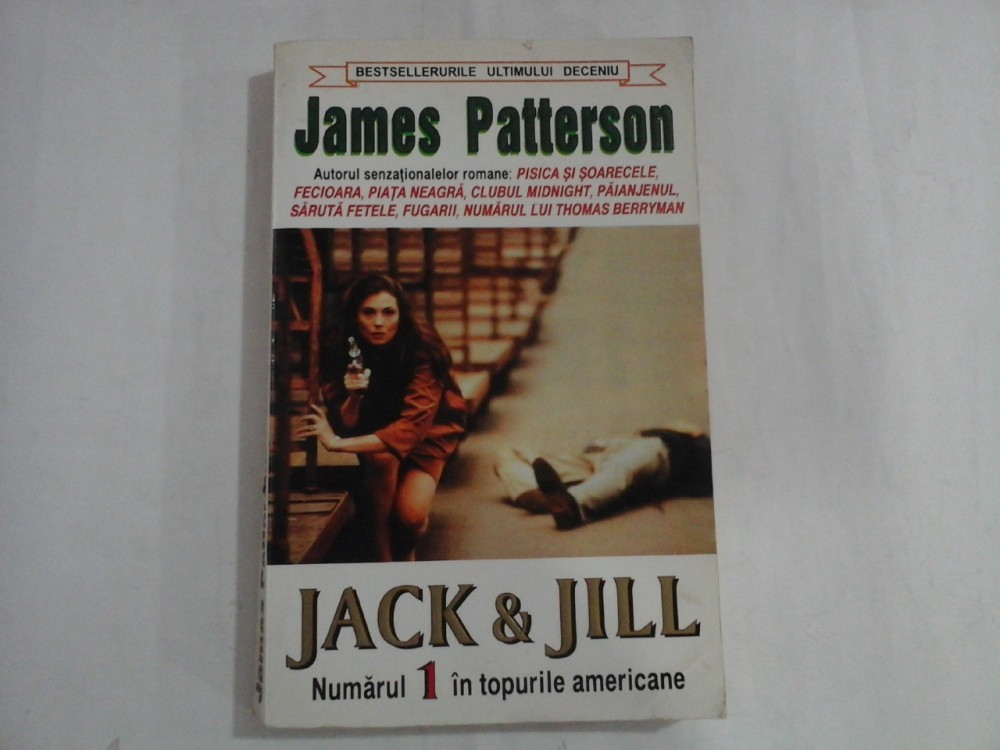 BESTSELLERURILE ULTIMULUI DECENIU
James Patterson
Autorul senzaționalelor romane: PISICA ȘI ȘOARECELE,
FECIOARA, PIAȚA NEAGRĂ, CLUBUL MIDNIGHT, PĂIANJENUL,
SĂRUTĂ FETELE, FUGARII, NUMĂRUL LUI THOMAS BERRYMAN
JACK & JILL
Numărul 1 în topurile americane
James